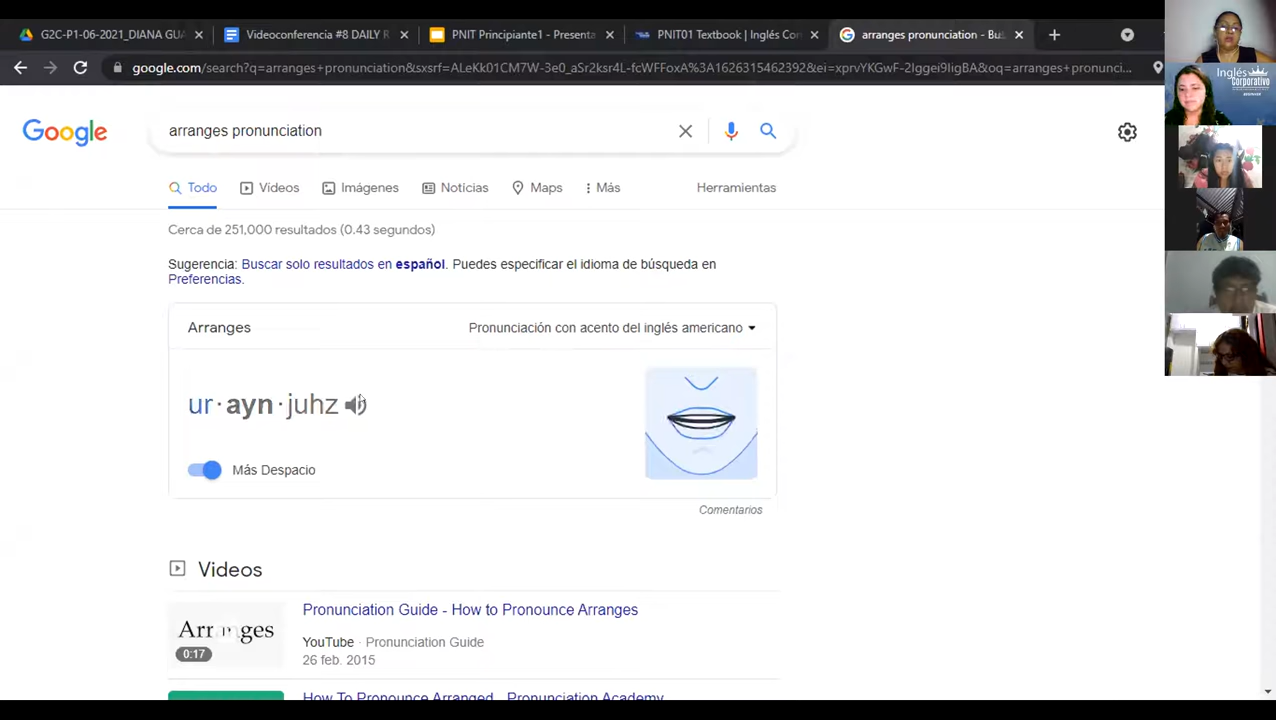 G2C-P1-06-2021_DIANA GUA
Videoconferencia #8 DAILY R
PNIT Principiante1 - Presenta
PNIT01 Textbook | Inglés Cor
arranges pronunciation - Bus
google.com/search?q=arranges+pronunciation&sxsrf=ALeKk01CM7W-3e0_aSr2ksr4L-fcWFFoxA%3A1626315462392&ei=xprvYKGwF-2Iggei9IigBA&oq=arranges+pronunci...
Inglés
Corporativo
Google
arranges pronunciation
Todo
Videos
Imágenes
Noticias
Maps
Más
Herramientas
Cerca de 251,000 resultados (0.43 segundos)
Sugerencia: Buscar solo resultados en español. Puedes especificar el idioma de búsqueda en
Preferencias.
Arranges
Pronunciación con acento del inglés americano
ur·ayn·juhz
Más Despacio
Comentarios
Videos
Arranges
0:17
Pronunciation Guide - How to Pronounce Arranges
YouTube · Pronunciation Guide
26 feb. 2015
How To Pronounce Arranged - Pronunciation Academy